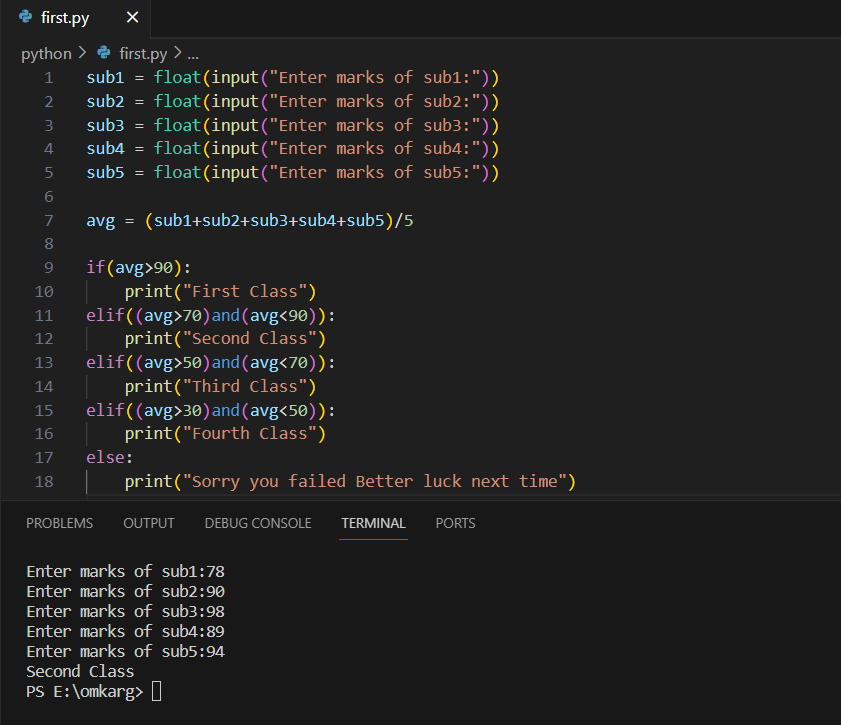 first.py ×
python > first.py > ...
1 sub1 = float(input("Enter marks of sub1:"))
2 sub2 = float(input("Enter marks of sub2:"))
3 sub3 = float(input("Enter marks of sub3:"))
4 sub4 = float(input("Enter marks of sub4:"))
5 sub5 = float(input("Enter marks of sub5:"))
6
7 avg = (sub1+sub2+sub3+sub4+sub5)/5
8
9 if(avg>90):
10     print("First Class")
11 elif((avg>70)and(avg<90)):
12     print("Second Class")
13 elif((avg>50)and(avg<70)):
14     print("Third Class")
15 elif((avg>30)and(avg<50)):
16     print("Fourth Class")
17 else:
18     print("Sorry you failed Better luck next time")
PROBLEMS OUTPUT DEBUG CONSOLE TERMINAL PORTS
Enter marks of sub1:78
Enter marks of sub2:90
Enter marks of sub3:98
Enter marks of sub4:89
Enter marks of sub5:94
Second Class
PS E:\omkarg>